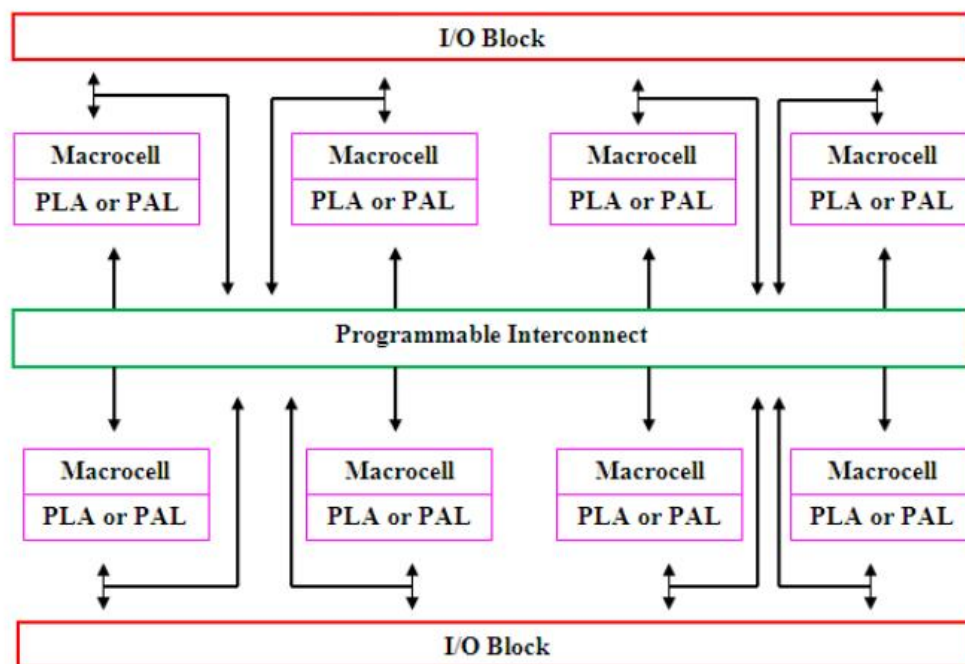 I/O Block
Macrocell Macrocell Macrocell Macrocell
PLA or PAL PLA or PAL PLA or PAL PLA or PAL
Programmable Interconnect
Macrocell Macrocell Macrocell Macrocell
PLA or PAL PLA or PAL PLA or PAL PLA or PAL
I/O Block